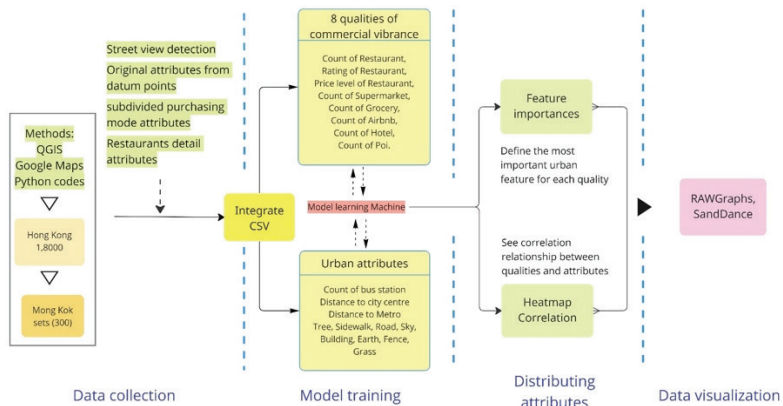 Street view detection
Original attributes from
datum points
subdivided purchasing
mode attributes
Restaurants detail
attributes
Methods:
QGIS
Google Maps
Python codes
Hong Kong
1,8000
Mong Kok
sets (300)
Integrate
CSV
8 qualities of
commercial vibrance
Count of Restaurant,
Rating of Restaurant,
Price level of Restaurant,
Count of Supermarket,
Count of Grocery,
Count of Airbnb,
Count of Hotel,
Count of Poi.
Model learning Machine
Urban attributes
Count of bus station
Distance to city centre
Distance to Metro
Tree, Sidewalk, Road, Sky,
Building, Earth, Fence,
Grass
Feature
importances
Define the most
important urban
feature for each quality
See correlation
relationship between
qualities and attributes
Heatmap
Correlation
RAWGraphs,
SandDance
Data collection
Model training
Distributing
attributes
Data visualization